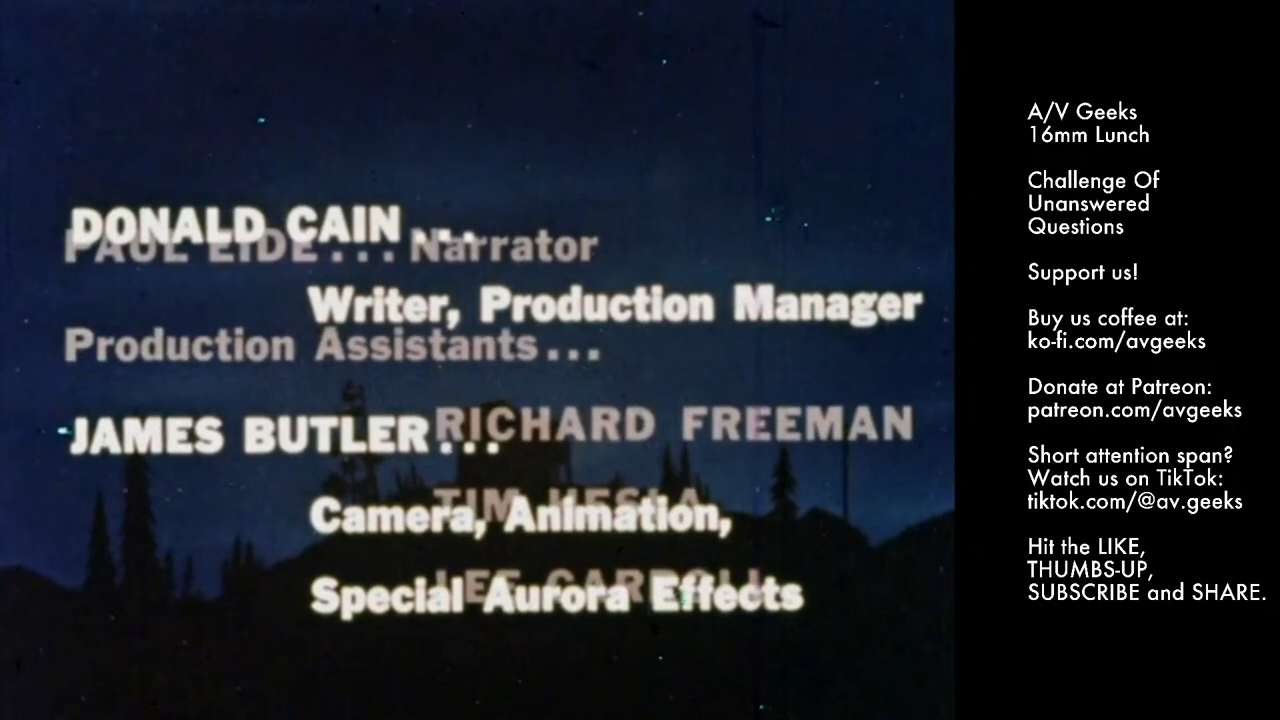 DONALD CAIN...
PAUL EIDE...Narrator
Writer, Production Manager
Production Assistants...
JAMES BUTLER...
RICHARD FREEMAN
TIM
Camera, Animation,
LEE CARROLL
Special Aurora Effects
A/V Geeks
16mm Lunch
Challenge Of
Unanswered
Questions
Support us!
Buy us coffee at:
ko-fi.com/avgeeks
Donate at Patreon:
patreon.com/avgeeks
Short attention span?
Watch us on TikTok:
tiktok.com/@av.geeks
Hit the LIKE,
THUMBS-UP,
SUBSCRIBE and SHARE.